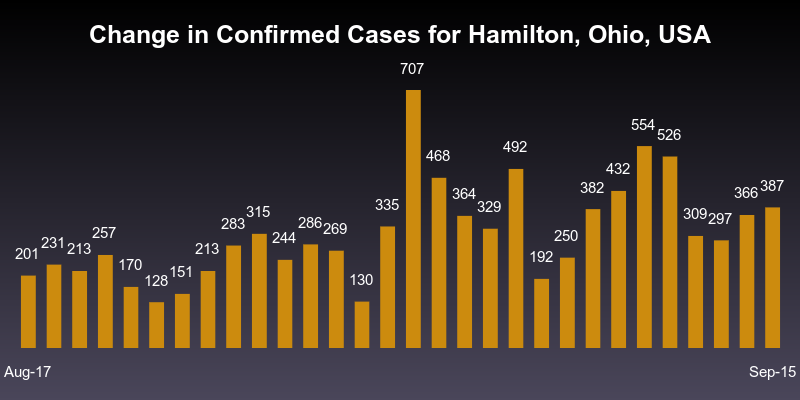 Change in Confirmed Cases for Hamilton, Ohio, USA
201 231 213 257 170 128 151 213 283 315 244 286 269 130 335 707 468 364 329 492 192 250 382 432 554 526 309 297 366 387
Aug-17 Sep-15